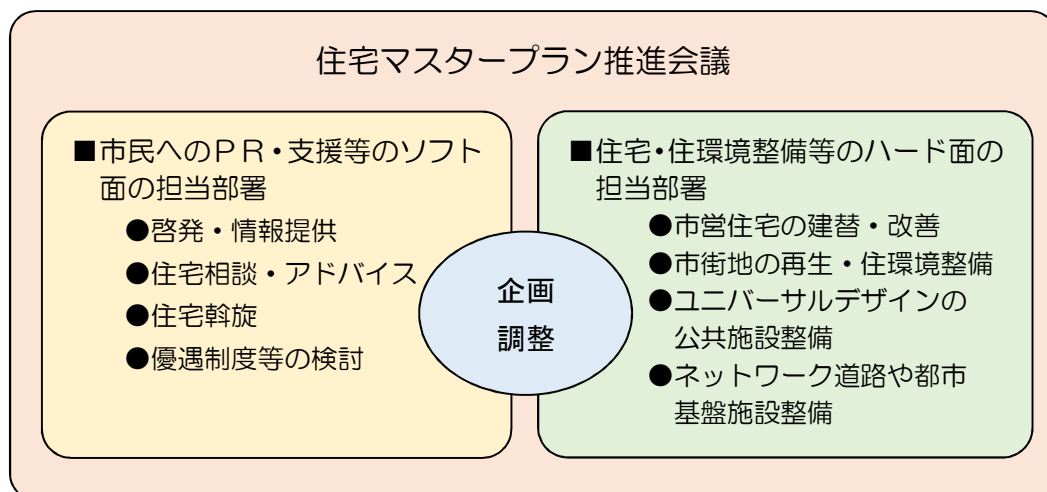 住宅マスタープラン推進会議
■市民へのＰＲ・支援等のソフト
面の担当部署
●啓発・情報提供
●住宅相談・アドバイス
●住宅斡旋
●優遇制度等の検討
企画
調整
■住宅・住環境整備等のハード面の
担当部署
●市営住宅の建替・改善
●市街地の再生・住環境整備
●ユニバーサルデザインの
公共施設整備
●ネットワーク道路や都市
基盤施設整備